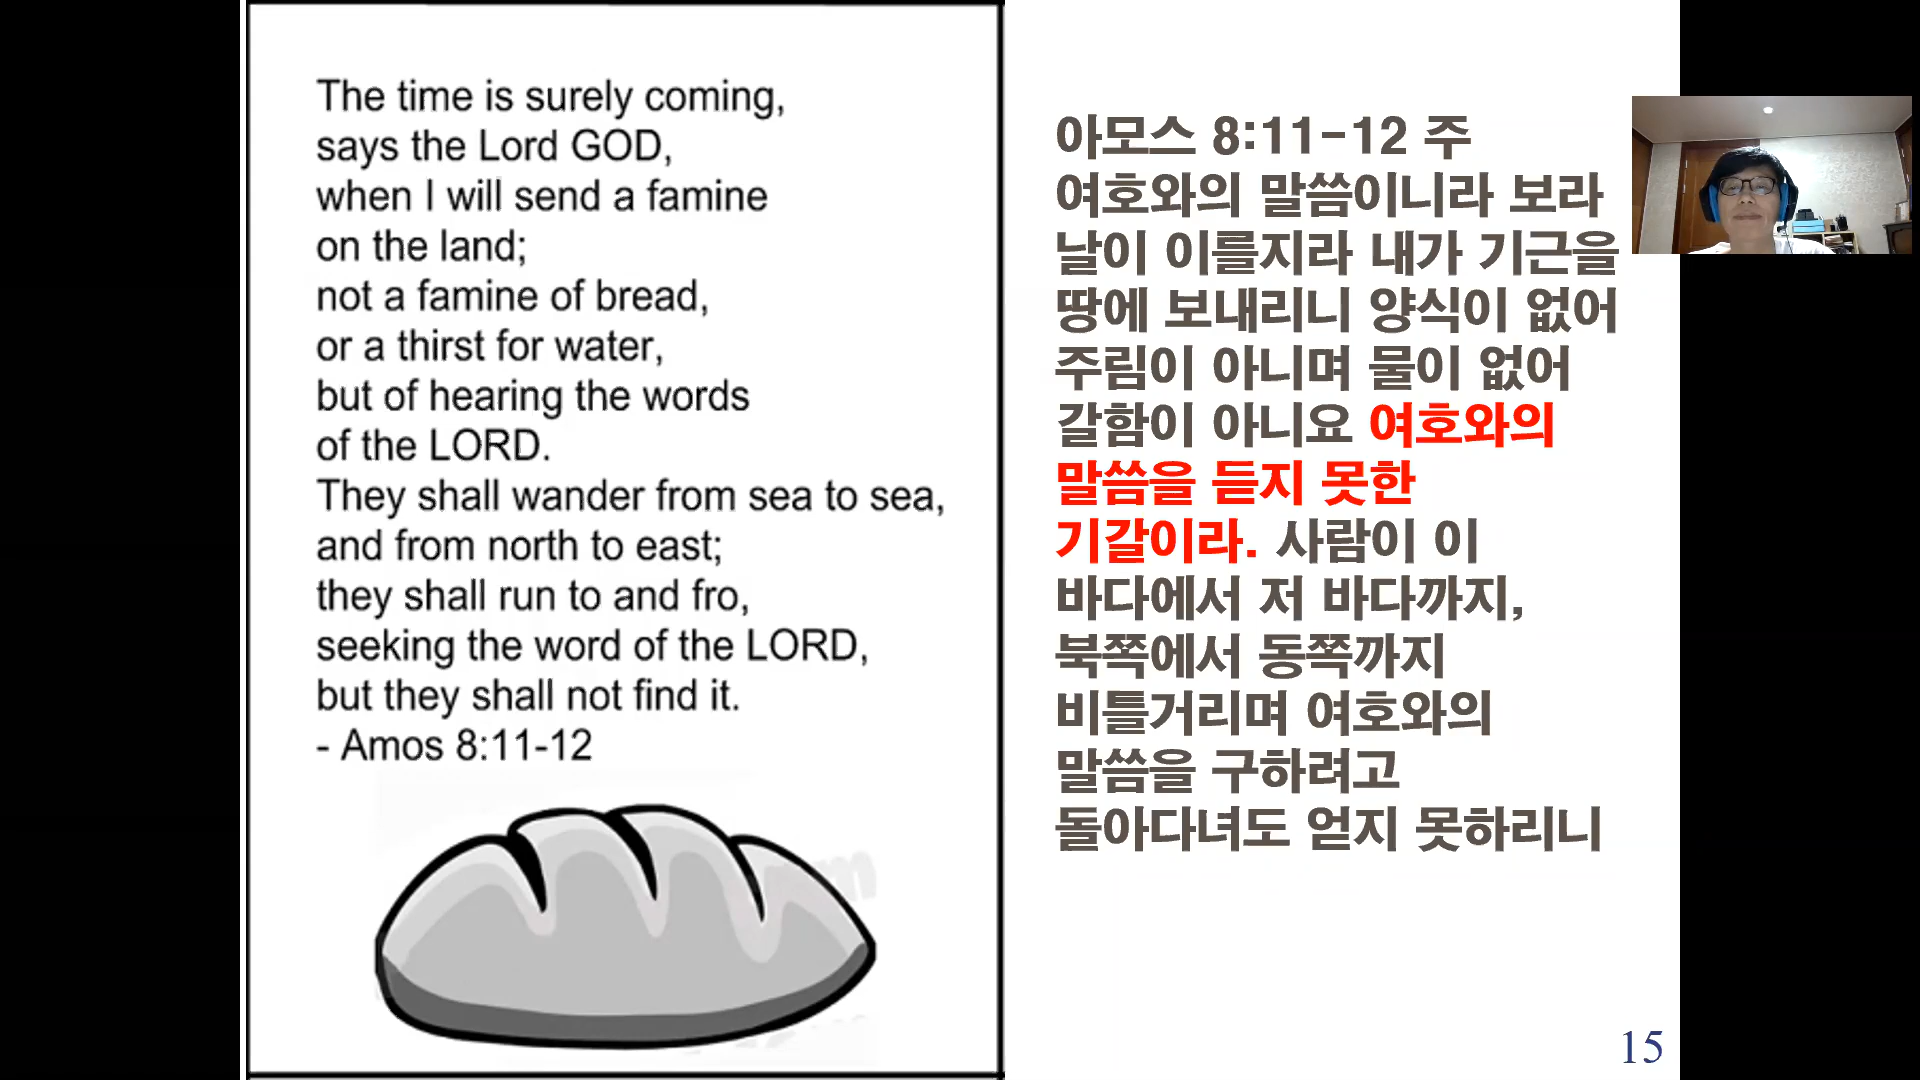 The time is surely coming,
says the Lord GOD,
when I will send a famine
on the land;
not a famine of bread,
or a thirst for water,
but of hearing the words
of the LORD.
They shall wander from sea to sea,
and from north to east;
they shall run to and fro,
seeking the word of the LORD,
but they shall not find it.
- Amos 8:11-12
아모스 8:11-12 주
여호와의 말씀이니라 보라
날이 이를지라 내가 기근을
땅에 보내리니 양식이 없어
주림이 아니며 물이 없어
갈함이 아니요 여호와의
말씀을 듣지 못한
기갈이라. 사람이 이
바다에서 저 바다까지,
북쪽에서 동쪽까지
비틀거리며 여호와의
말씀을 구하려고
돌아다녀도 얻지 못하리니
15